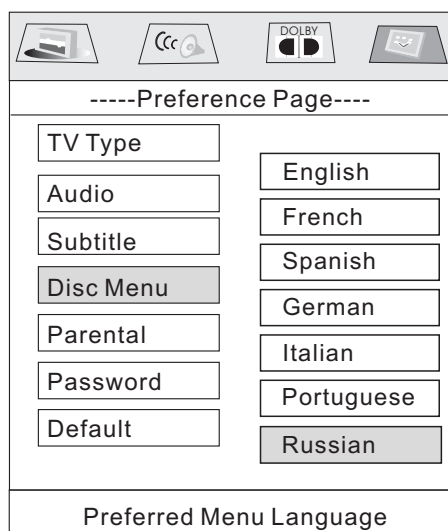 DOLBY
-----Preference Page----
TV Type
Audio
Subtitle
Disc Menu
Parental
Password
Default
English
French
Spanish
German
Italian
Portuguese
Russian
Preferred Menu Language